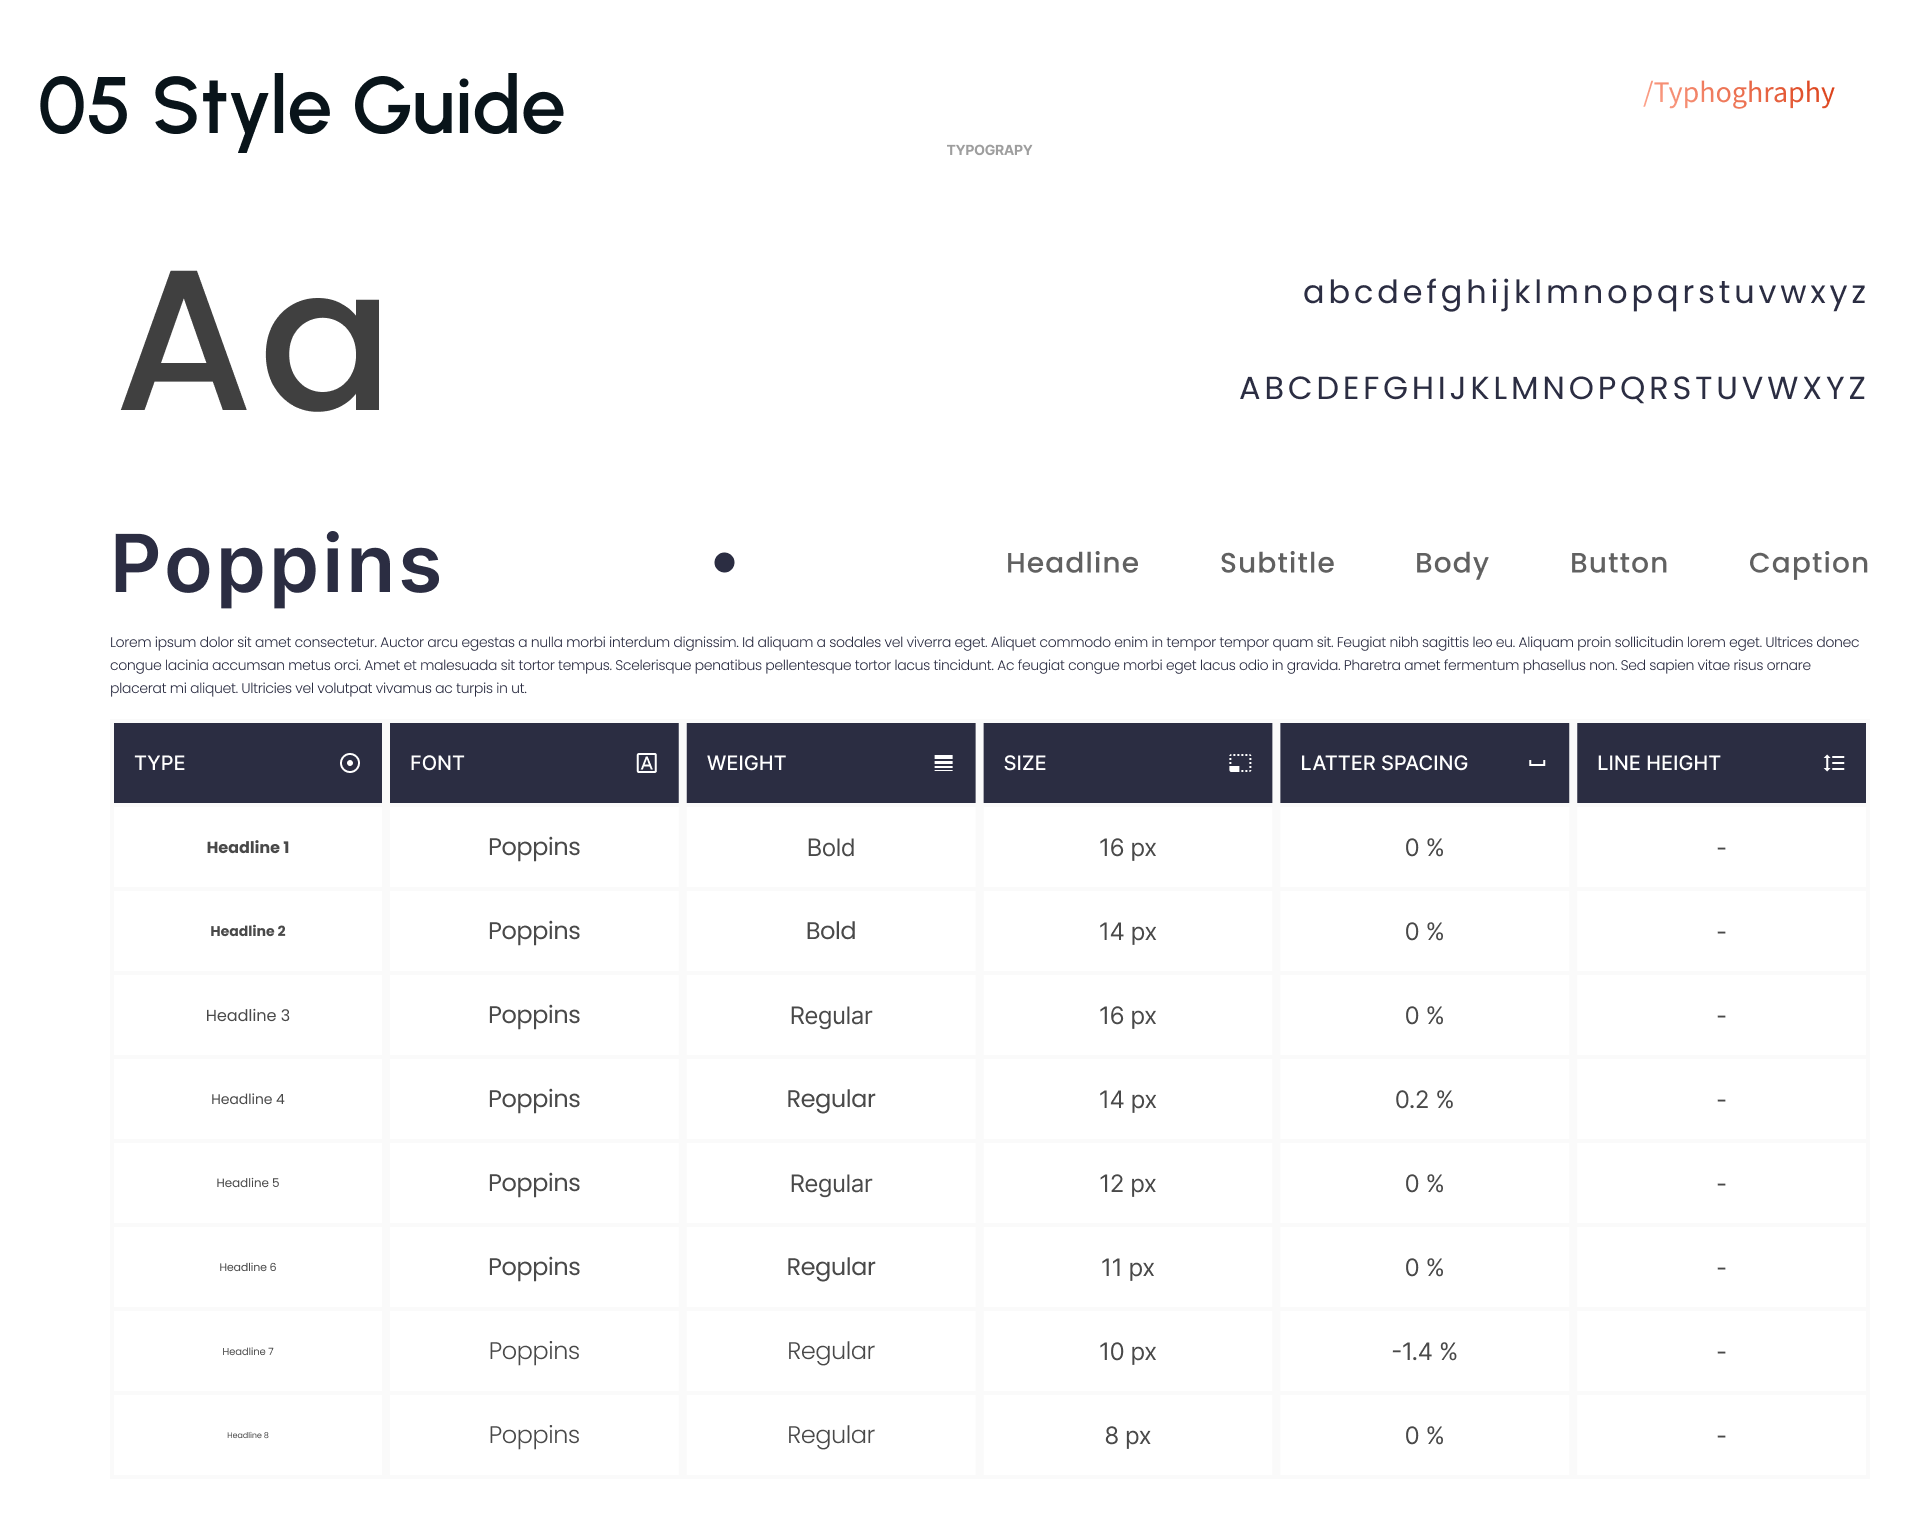 05 Style Guide
/Typhoghraphy
TYPOGRAPY
Aa
abcdefghijklmnopqrstuvwxyz
ABCDEFGHIJKLMNOPQRSTUVWXYZ
Poppins • Headline Subtitle Body Button Caption
Lorem ipsum dolor sit amet consectetur. Auctor arcu egestas a nulla morbi interdum dignissim. Id aliquam a sodales vel viverra eget. Aliquet commodo enim in tempor tempor quam sit. Feugiat nibh sagittis leo eu. Aliquam proin sollicitudin lorem eget. Ultrices donec
congue lacinia accumsan metus orci. Amet et malesuada sit tortor tempus. Scelerisque penatibus pellentesque tortor lacus tincidunt. Ac feugiat congue morbi eget lacus odio in gravida. Pharetra amet fermentum phasellus non. Sed sapien vitae risus ornare
placerat mi aliquet. Ultricies vel volutpat vivamus ac turpis in ut.
TYPE FONT WEIGHT SIZE LATTER SPACING LINE HEIGHT
Headline 1 Poppins Bold 16 px 0 % -
Headline 2 Poppins Bold 14 px 0 % -
Headline 3 Poppins Regular 16 px 0 % -
Headline 4 Poppins Regular 14 px 0.2 % -
Headline 5 Poppins Regular 12 px 0 % -
Headline 6 Poppins Regular 11 px 0 % -
Headline 7 Poppins Regular 10 px -1.4 % -
Headline 8 Poppins Regular 8 px 0 % -